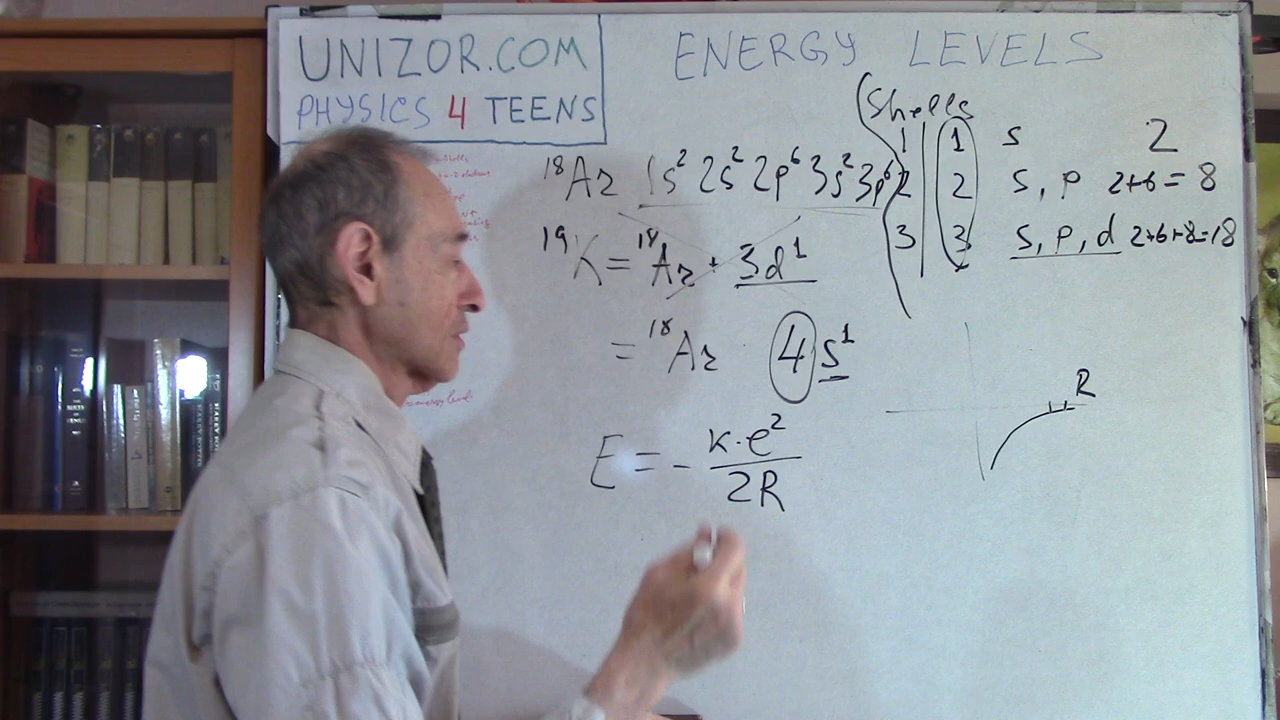 UNIZOR.COM
PHYSICS 4 TEENS
ENERGY LEVELS
Shells
1 1 s 2
2 2 s, p 2+6=8
3 3 s, p, d 2+6+8=18
¹⁸Ar 1s² 2s² 2p⁶ 3s² 3p⁶
¹⁹K = ¹⁸Ar + 3d¹
= ¹⁸Ar 4s¹
E = - K·e² / 2R
R